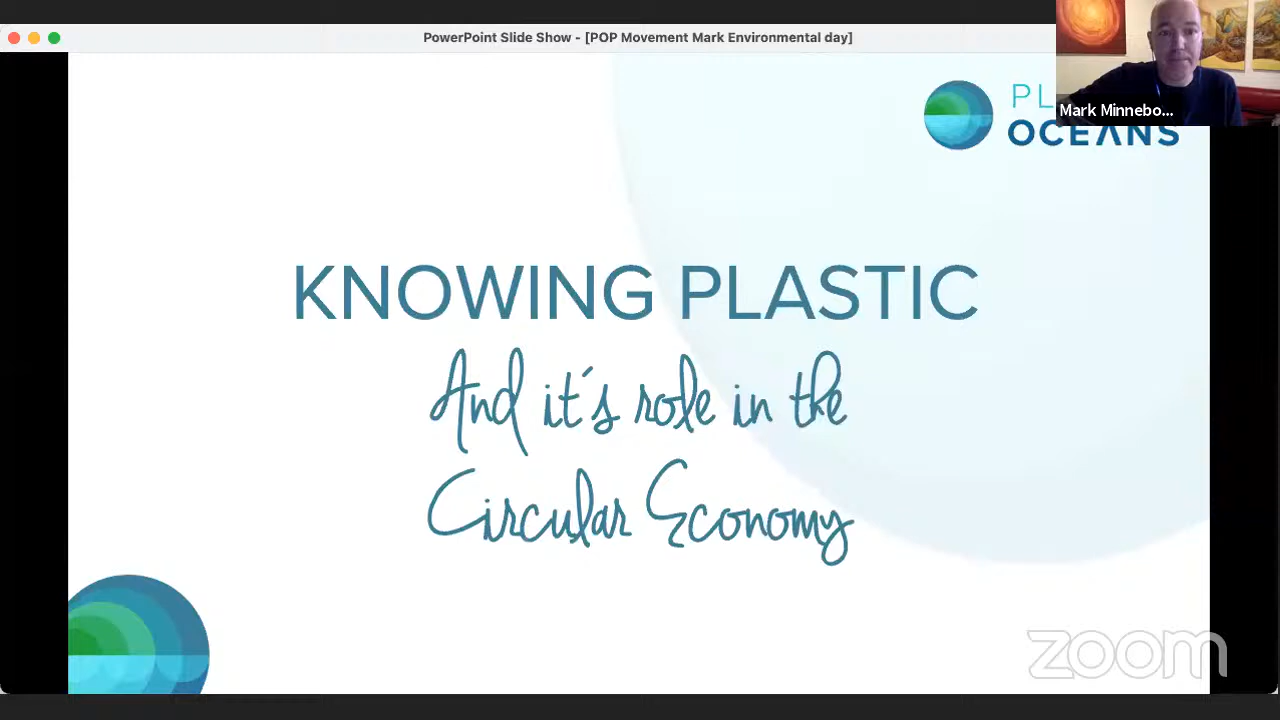 PowerPoint Slide Show - [POP Movement Mark Environmental day]
Mark Minnebo...
OCEANS
KNOWING PLASTIC
And it´s role in the
Circular Economy
zoom